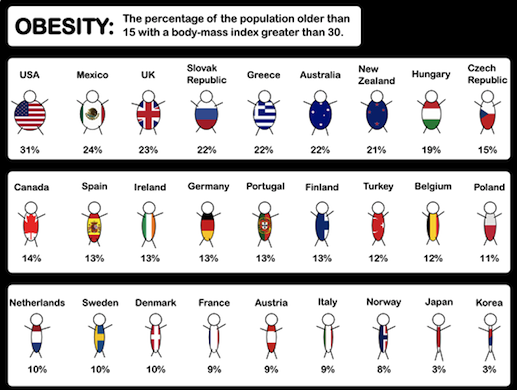 OBESITY:
The percentage of the population older than
15 with a body-mass index greater than 30.
USA Mexico UK Slovak Republic Greece Australia New Zealand Hungary Czech Republic
31% 24% 23% 22% 22% 22% 21% 19% 15%
Canada Spain Ireland Germany Portugal Finland Turkey Belgium Poland
14% 13% 13% 13% 13% 13% 12% 12% 11%
Netherlands Sweden Denmark France Austria Italy Norway Japan Korea
10% 10% 10% 9% 9% 9% 8% 3% 3%